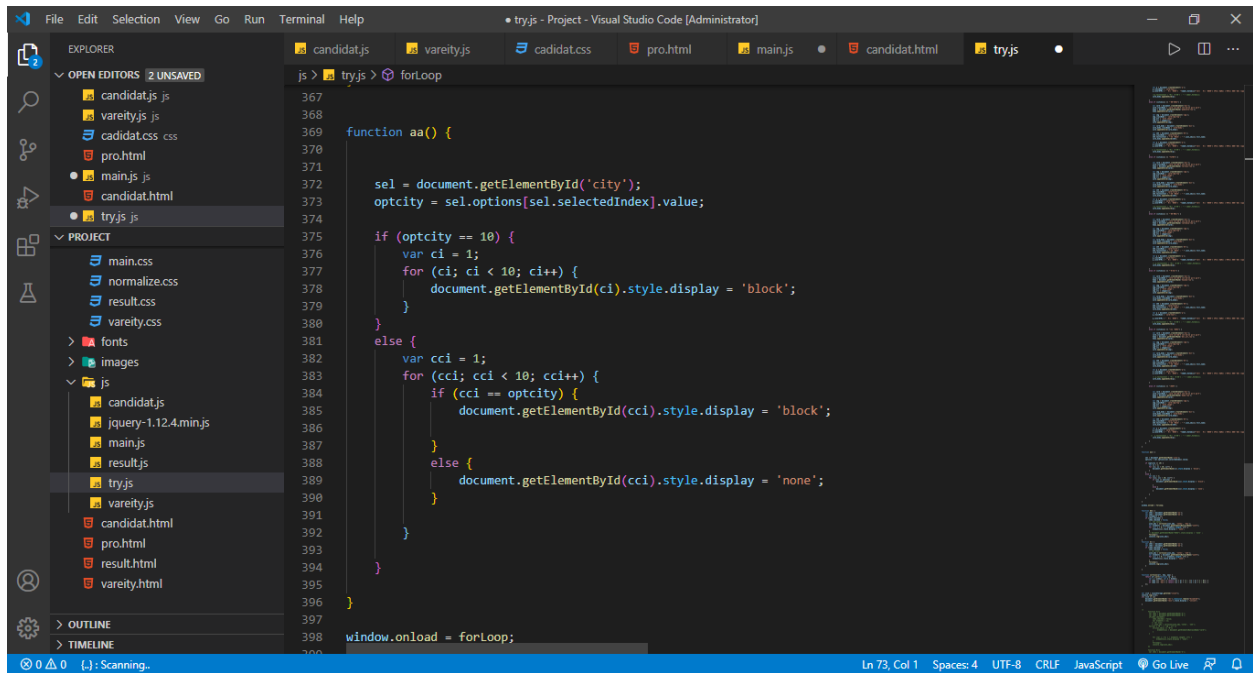 File Edit Selection View Go Run Terminal Help
● try.js - Project - Visual Studio Code [Administrator]
EXPLORER
OPEN EDITORS 2 UNSAVED
candidat.js js
vareity.js js
cadidat.css css
pro.html
● main.js js
candidat.html
● try.js js
PROJECT
main.css
normalize.css
result.css
vareity.css
fonts
images
js
candidat.js
jquery-1.12.4.min.js
main.js
result.js
try.js
vareity.js
candidat.html
pro.html
result.html
vareity.html
OUTLINE
TIMELINE
candidat.js vareity.js cadidat.css pro.html main.js ● candidat.html try.js ●
js > try.js > forLoop
367
368
369 function aa() {
370
371
372 sel = document.getElementById('city');
373 optcity = sel.options[sel.selectedIndex].value;
374
375 if (optcity == 10) {
376 var ci = 1;
377 for (ci; ci < 10; ci++) {
378 document.getElementById(ci).style.display = 'block';
379 }
380 }
381 else {
382 var cci = 1;
383 for (cci; cci < 10; cci++) {
384 if (cci == optcity) {
385 document.getElementById(cci).style.display = 'block';
386
387 }
388 else {
389 document.getElementById(cci).style.display = 'none';
390 }
391
392 }
393
394 }
395
396 }
397
398 window.onload = forLoop;
2
0 0 {..} : Scanning..
Ln 73, Col 1 Spaces: 4 UTF-8 CRLF JavaScript Go Live